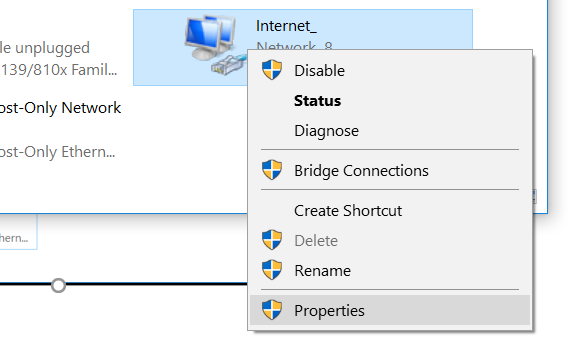 Internet_
Network 8
le unplugged
139/810x Famil...
ost-Only Network
ost-Only Ethern...
Disable
Status
Diagnose
Bridge Connections
Create Shortcut
Delete
Rename
Properties
hern...